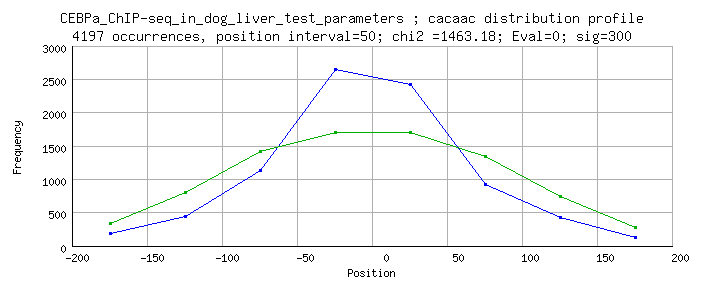 CEBPa_ChIP-seq_in_dog_liver_test_parameters ; cacaac distribution profile
4197 occurrences, position interval=50; chi2 =1463.18; Eval=0; sig=300
3000
2500
2000
1500
1000
500
0
Frequency
-200 -150 -100 -50 0 50 100 150 200
Position